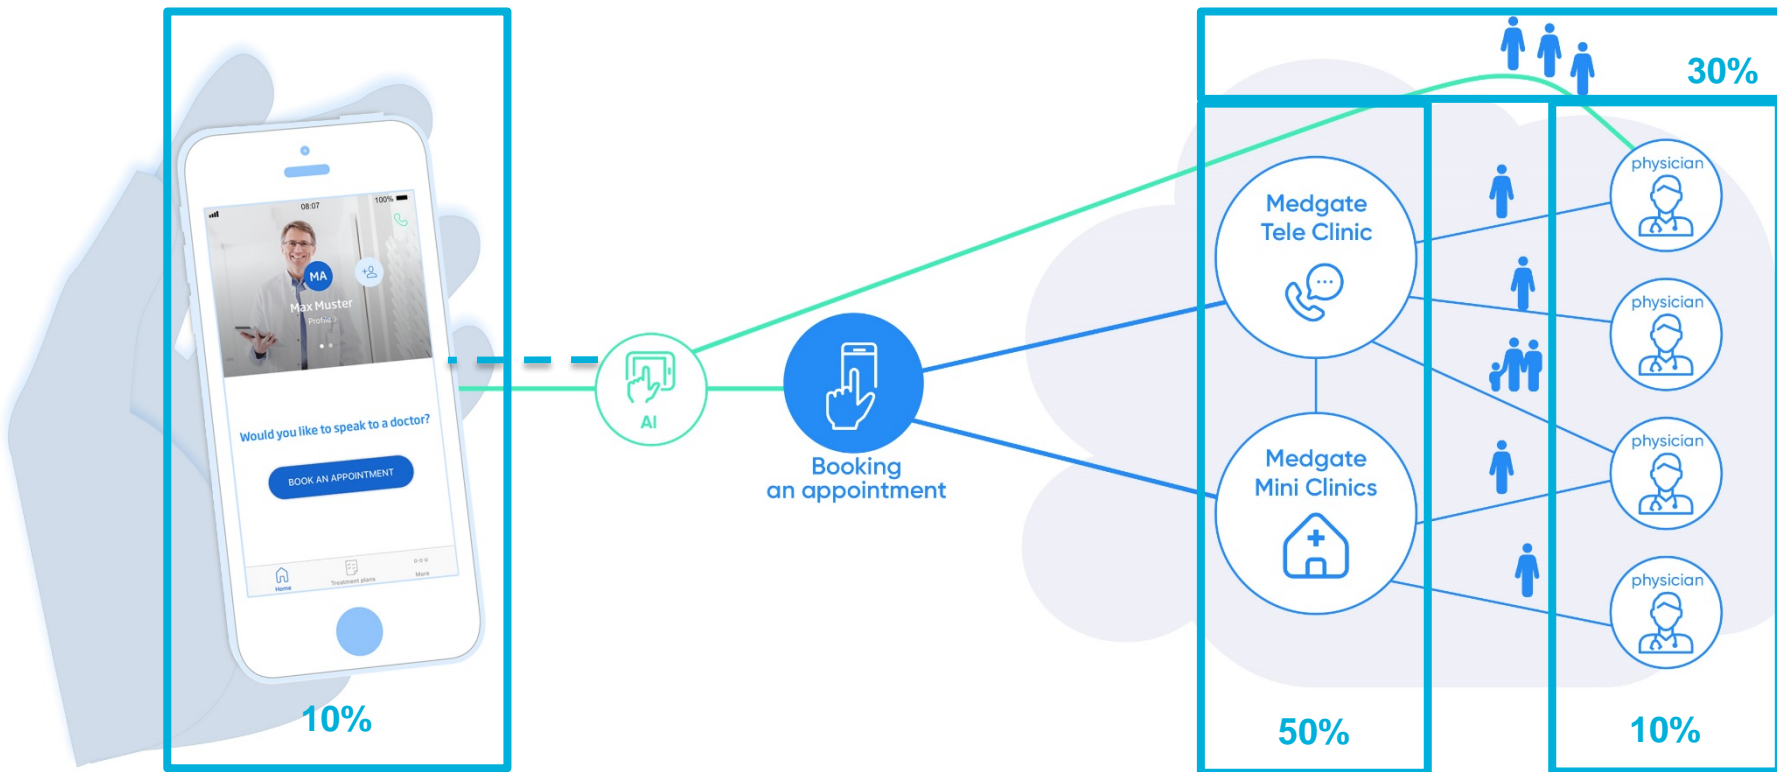 08:07
100%
MA
Max Muster
Profile
Would you like to speak to a doctor?
BOOK AN APPOINTMENT
Home
Treatment plans
More
10%
AI
Booking
an appointment
30%
Medgate
Tele Clinic
Medgate
Mini Clinics
50%
physician
physician
physician
physician
10%